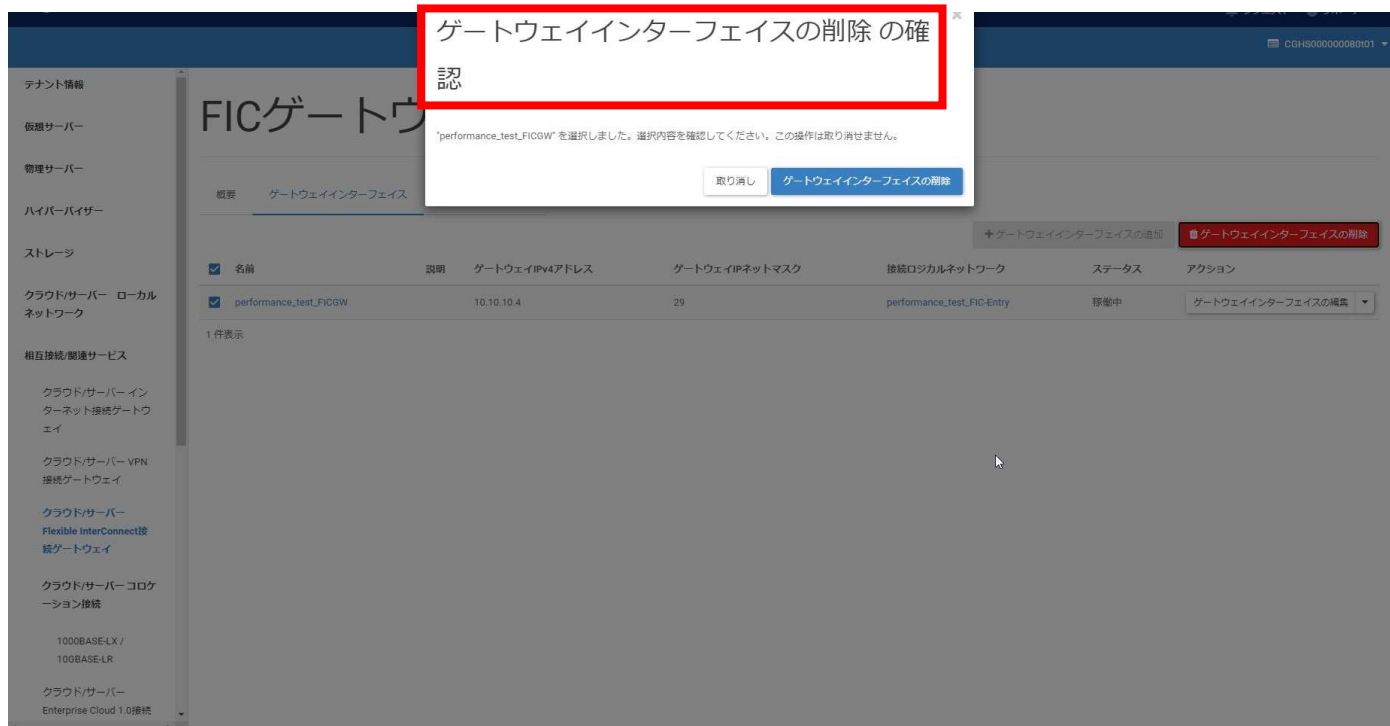 ゲートウェイインターフェイスの削除 の確
認
×
CGHS000000080t01
テナント情報
仮想サーバー
物理サーバー
ハイパーバイザー
ストレージ
クラウド/サーバー ローカル
ネットワーク
相互接続/関連サービス
クラウド/サーバー イン
ターネット接続ゲートウ
ェイ
クラウド/サーバー VPN
接続ゲートウェイ
クラウド/サーバー
Flexible InterConnect接
続ゲートウェイ
クラウド/サーバー コロケ
ーション接続
1000BASE-LX /
10GBASE-LR
クラウド/サーバー
Enterprise Cloud 1.0接続
FICゲートウ
"performance_test_FICGW" を選択しました。選択内容を確認してください。この操作は取り消せません。
取り消し ゲートウェイインターフェイスの削除
概要 ゲートウェイインターフェイス
+ゲートウェイインターフェイスの追加 ゲートウェイインターフェイスの削除
名前 説明 ゲートウェイIPv4アドレス ゲートウェイIPネットマスク 接続ロジカルネットワーク ステータス アクション
performance_test_FICGW 10.10.10.4 29 performance_test_FIC-Entry 稼働中 ゲートウェイインターフェイスの編集
1 件表示